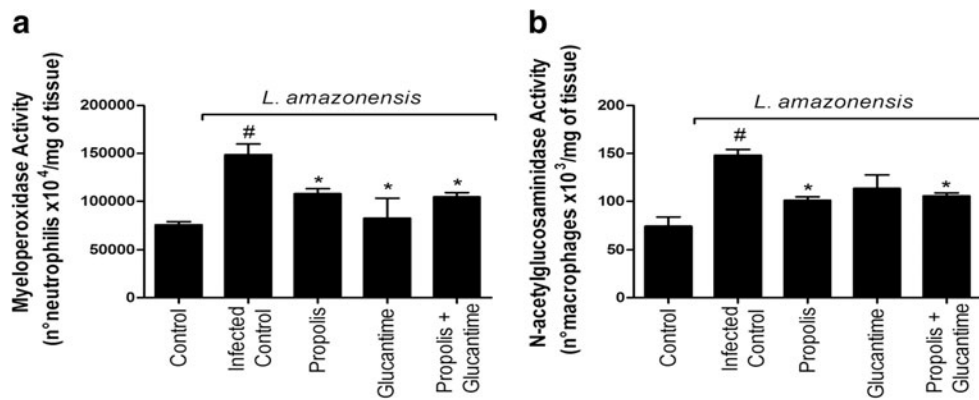 a
Myeloperoxidase Activity
(n°neutrophilis x10⁴/mg of tissue)
L. amazonensis
200000
150000
100000
50000
0
#
*
*
*
Control
Infected
Control
Propolis
Glucantime
Propolis +
Glucantime
b
N-acetylglucosaminidase Activity
(n°macrophages x10³/mg of tissue)
L. amazonensis
200
150
100
50
0
#
*
*
Control
Infected
Control
Propolis
Glucantime
Propolis +
Glucantime